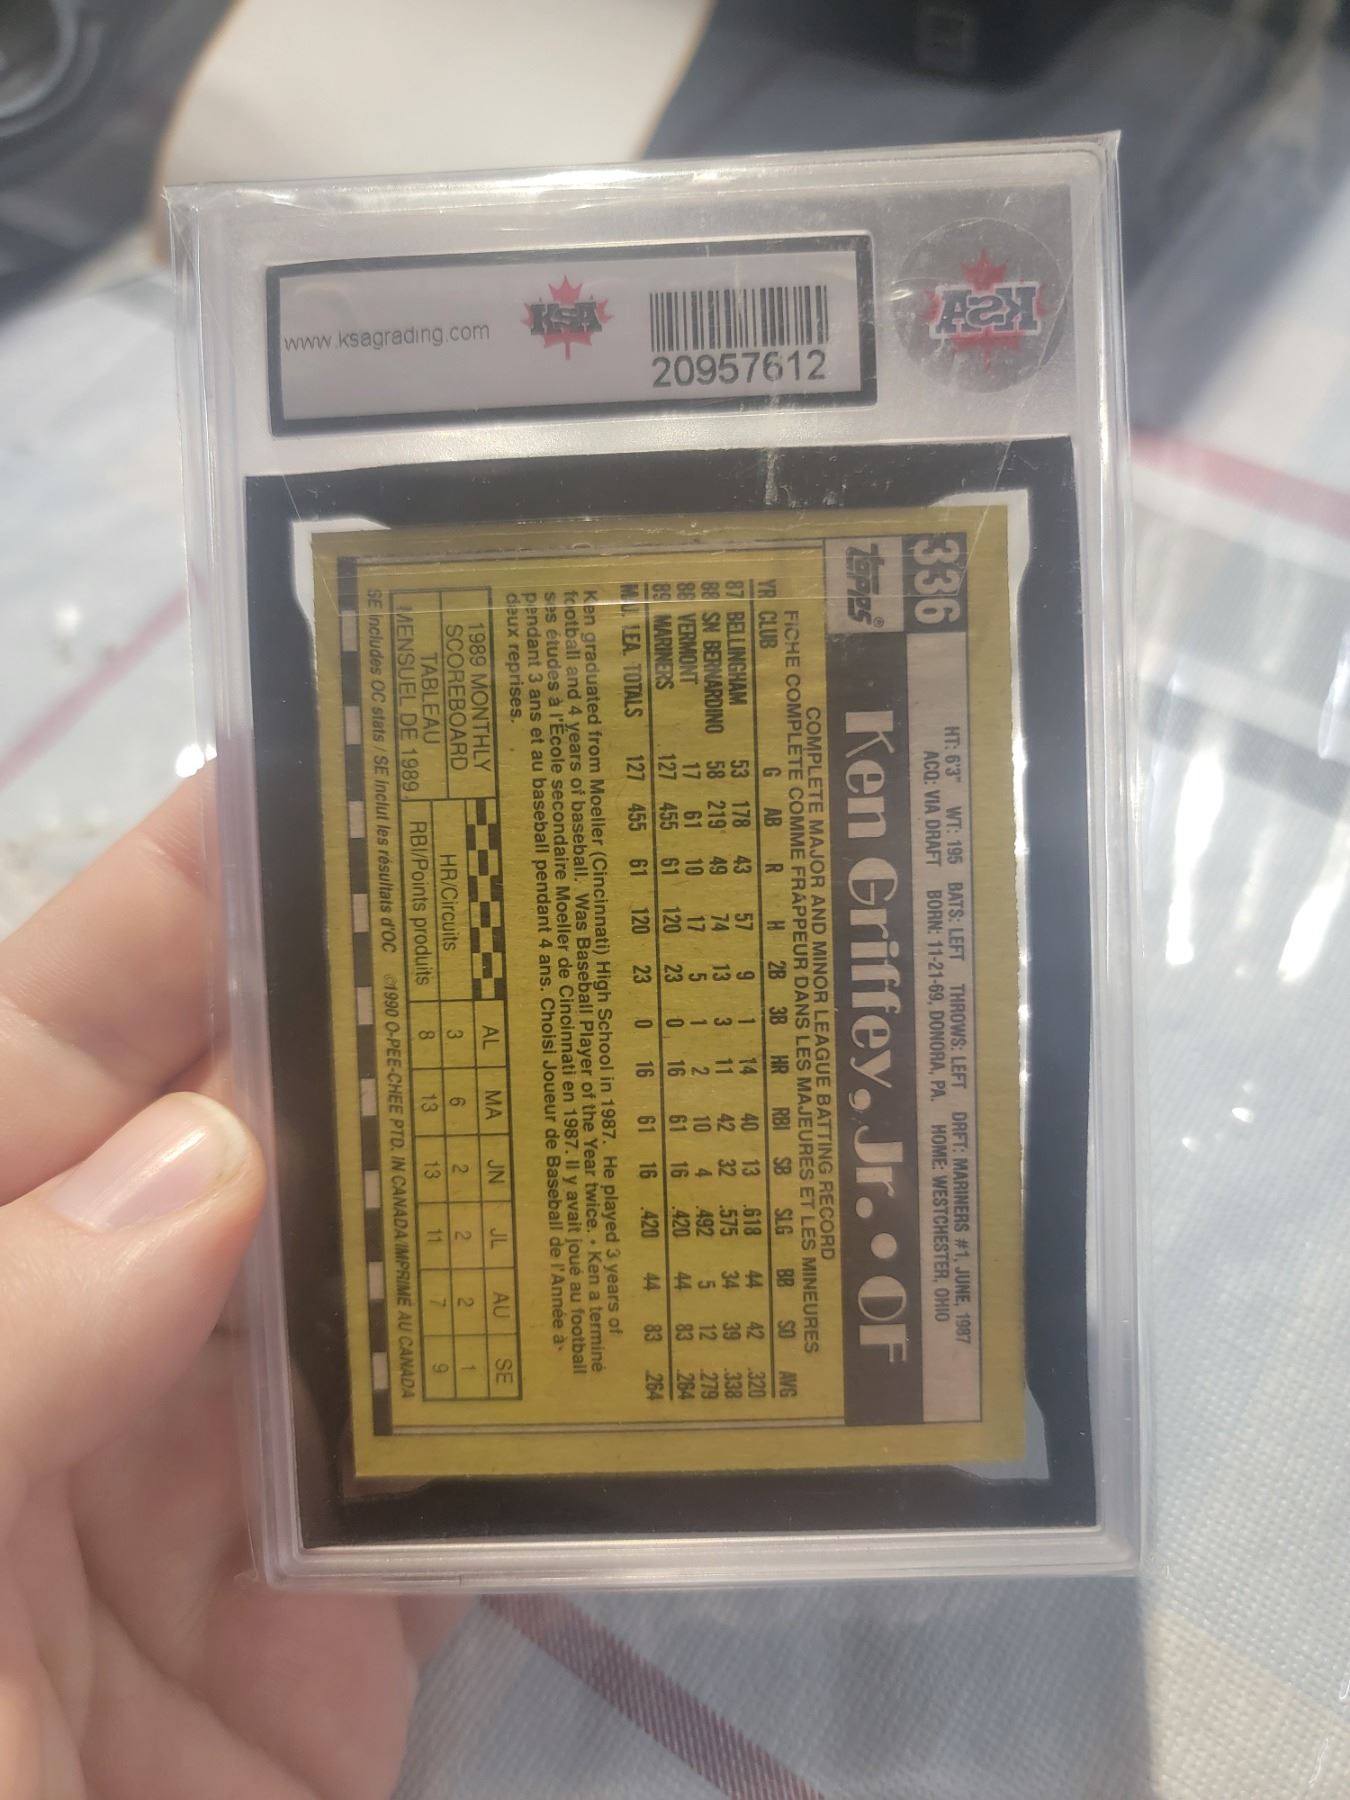 www.ksagrading.com
KSA
20957612
KSA
336
HT: 6'3" WT: 195 BATS: LEFT THROWS: LEFT DRFT: MARINERS #1, JUNE, 1987
ACQ: VIA DRAFT BORN: 11-21-69, DONORA, PA. HOME: WESTCHESTER, OHIO
Topps®
Ken Griffey, Jr. • OF
COMPLETE MAJOR AND MINOR LEAGUE BATTING RECORD
FICHE COMPLÈTE COMME FRAPPEUR DANS LES MAJEURES ET LES MINEURES
YR CLUB G AB R H 2B 3B HR RBI SB SLG BB SO AVG
87 BELLINGHAM 53 178 43 57 9 1 14 40 13 .618 44 42 .320
88 SN BERNARDINO 58 219 49 74 13 3 11 42 32 .575 34 39 .338
88 VERMONT 17 61 10 17 5 1 2 10 4 .492 5 12 .279
89 MARINERS 127 455 61 120 23 0 16 61 16 .420 44 83 .264
MAJ. LEA. TOTALS 127 455 61 120 23 0 16 61 16 .420 44 83 .264
Ken graduated from Moeller (Cincinnati) High School in 1987. He played 3 years of
football and 4 years of baseball. Was Baseball Player of the Year twice. • Ken a terminé
ses études à l'École secondaire Moeller de Cincinnati en 1987. Il y avait joué au football
pendant 3 ans et au baseball pendant 4 ans. Choisi Joueur de Baseball de l'Année à
deux reprises.
1989 MONTHLY
SCOREBOARD
TABLEAU
MENSUEL DE 1989
AL MA JN JL AU SE
HR/Circuits 3 6 2 2 2 1
RBI/Points produits 8 13 13 11 7 9
SE Includes OC stats / SE inclut les résultats d'OC ©1990 O-PEE-CHEE PTD. IN CANADA/IMPRIMÉ AU CANADA